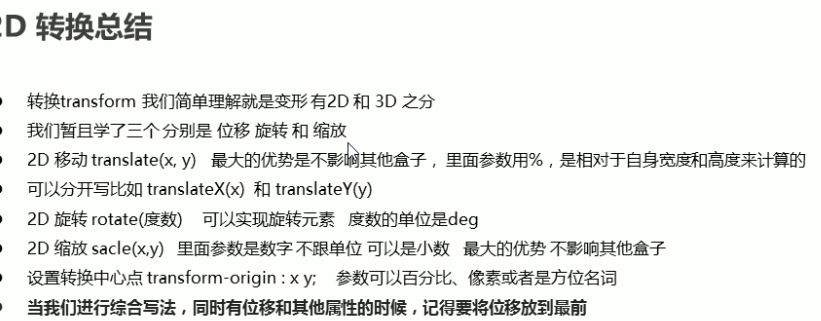 2D 转换总结
转换transform 我们简单理解就是变形 有2D 和 3D 之分
我们暂且学了三个 分别是 位移 旋转 和 缩放
2D 移动 translate(x, y) 最大的优势是不影响其他盒子， 里面参数用%，是相对于自身宽度和高度来计算的
可以分开写比如 translateX(x) 和 translateY(y)
2D 旋转 rotate(度数) 可以实现旋转元素 度数的单位是deg
2D 缩放 sacle(x,y) 里面参数是数字 不跟单位 可以是小数 最大的优势 不影响其他盒子
设置转换中心点 transform-origin : x y; 参数可以百分比、像素或者是方位名词
当我们进行综合写法，同时有位移和其他属性的时候，记得要将位移放到最前